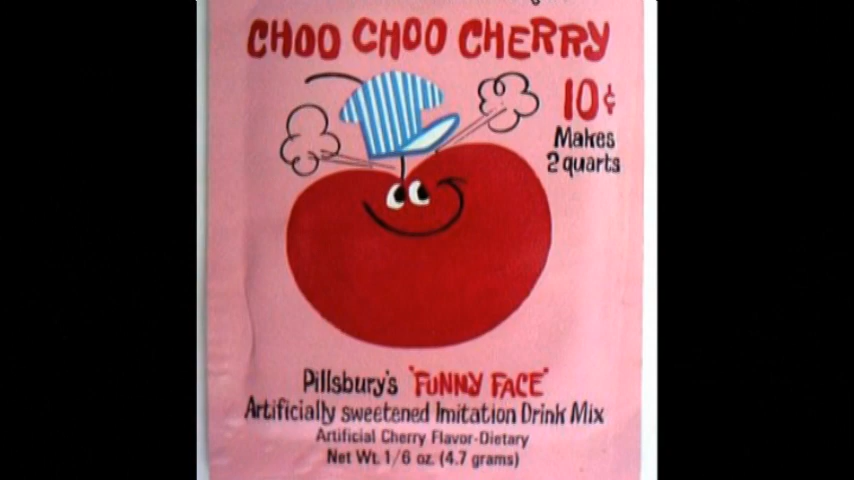 CHOO CHOO CHERRY
10¢
Makes
2 quarts
Pillsbury's "FUNNY FACE"
Artificially sweetened Imitation Drink Mix
Artificial Cherry Flavor-Dietary
Net Wt. 1/6 oz. (4.7 grams)